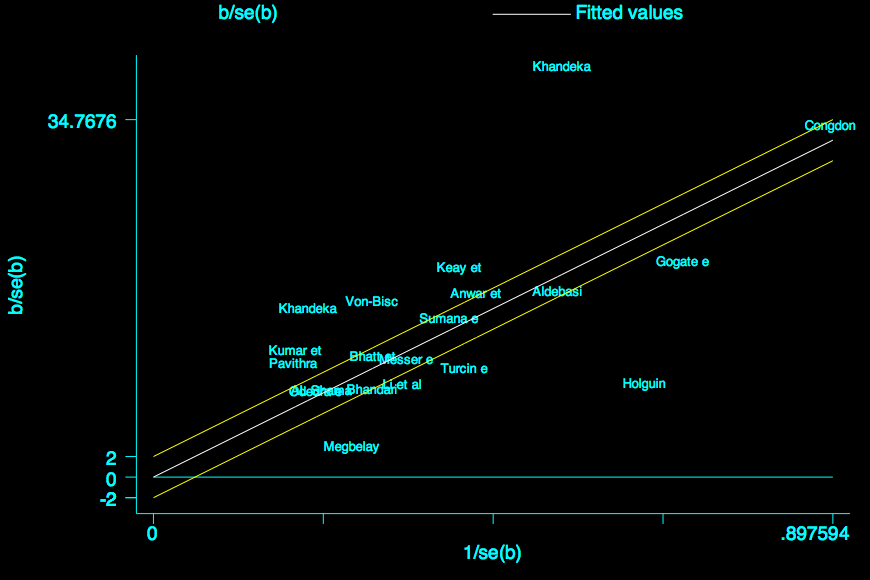 b/se(b)
Fitted values
Khandeka
34.7676
Congdon
Keay et
Gogate e
Anwar et
Aldebasi
b/se(b)
Von-Bisc
Khandeka
Sumana e
Kumar et
Bhatt et
Messer e
Pavithra
Turcin e
Li et al
Holguin
Bhandari
Megbelay
2
0
-2
0
.897594
1/se(b)